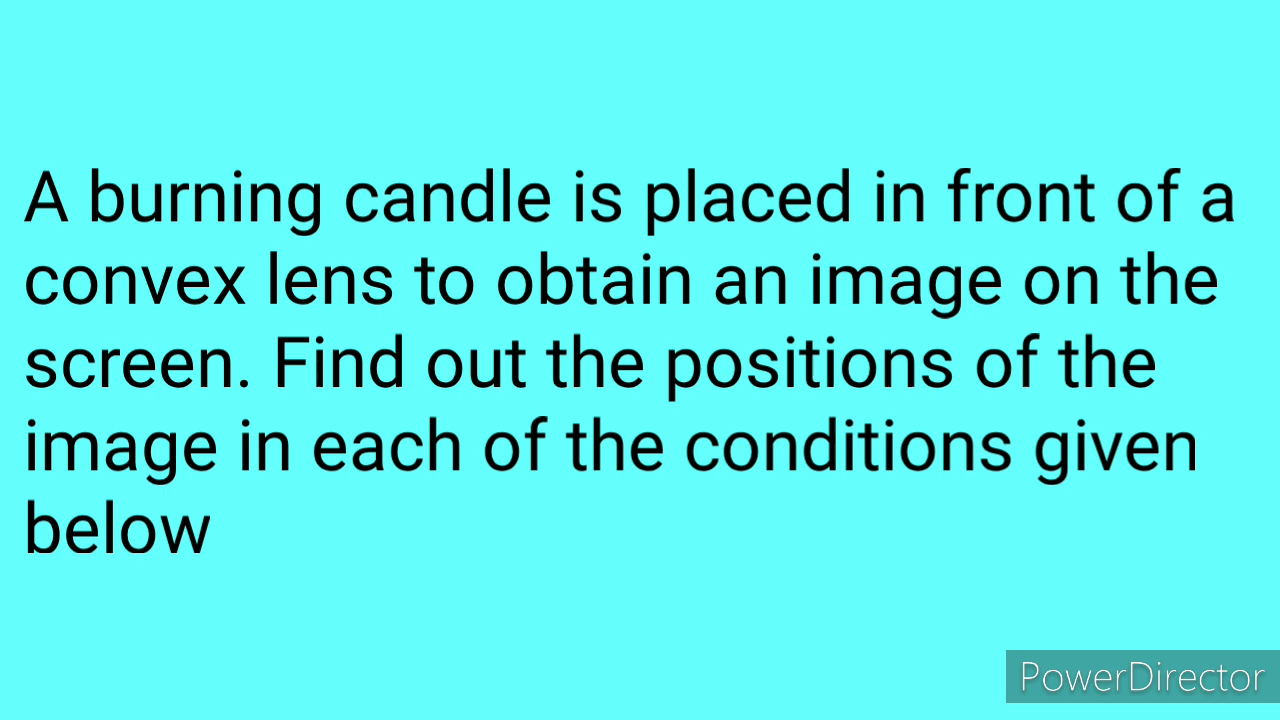 A burning candle is placed in front of a
convex lens to obtain an image on the
screen. Find out the positions of the
image in each of the conditions given
below
PowerDirector